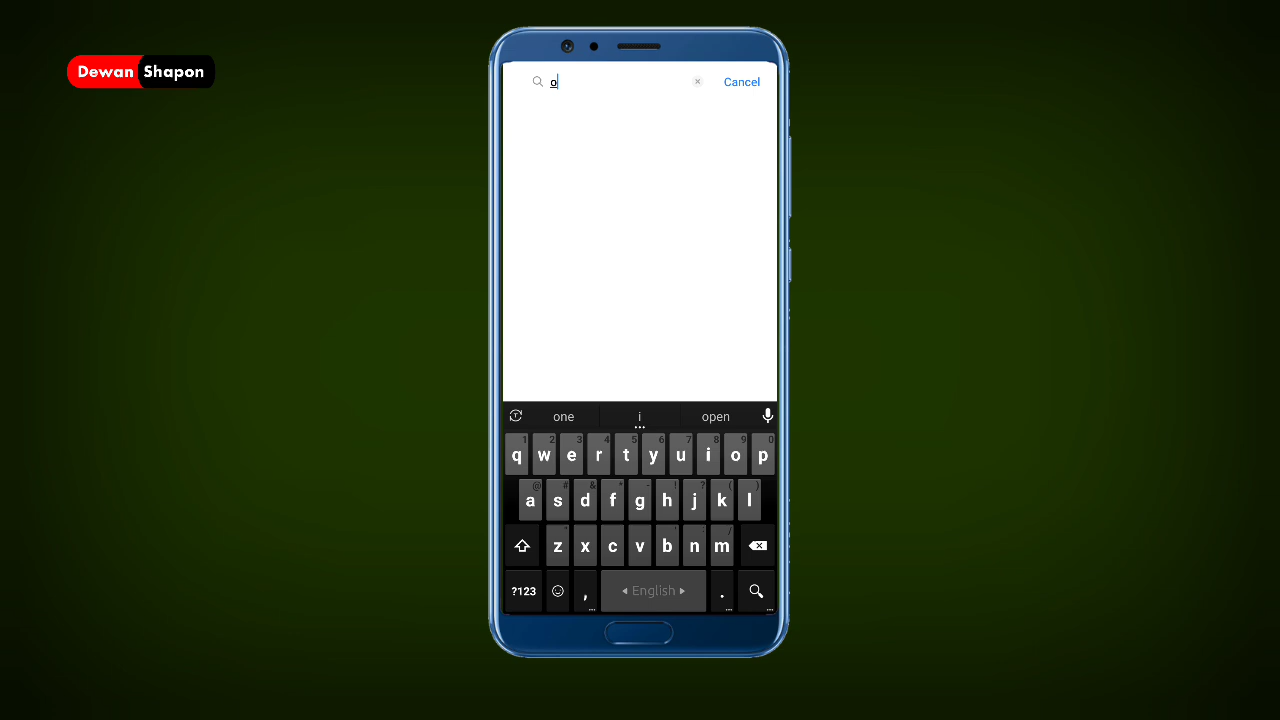 Dewan Shapon
o Cancel
one i open
1 2 3 4 5 6 7 8 9 0
q w e r t y u i o p
@ # & * - ! ? ( )
a s d f g h j k l
z x c v b n m
?123 , English .